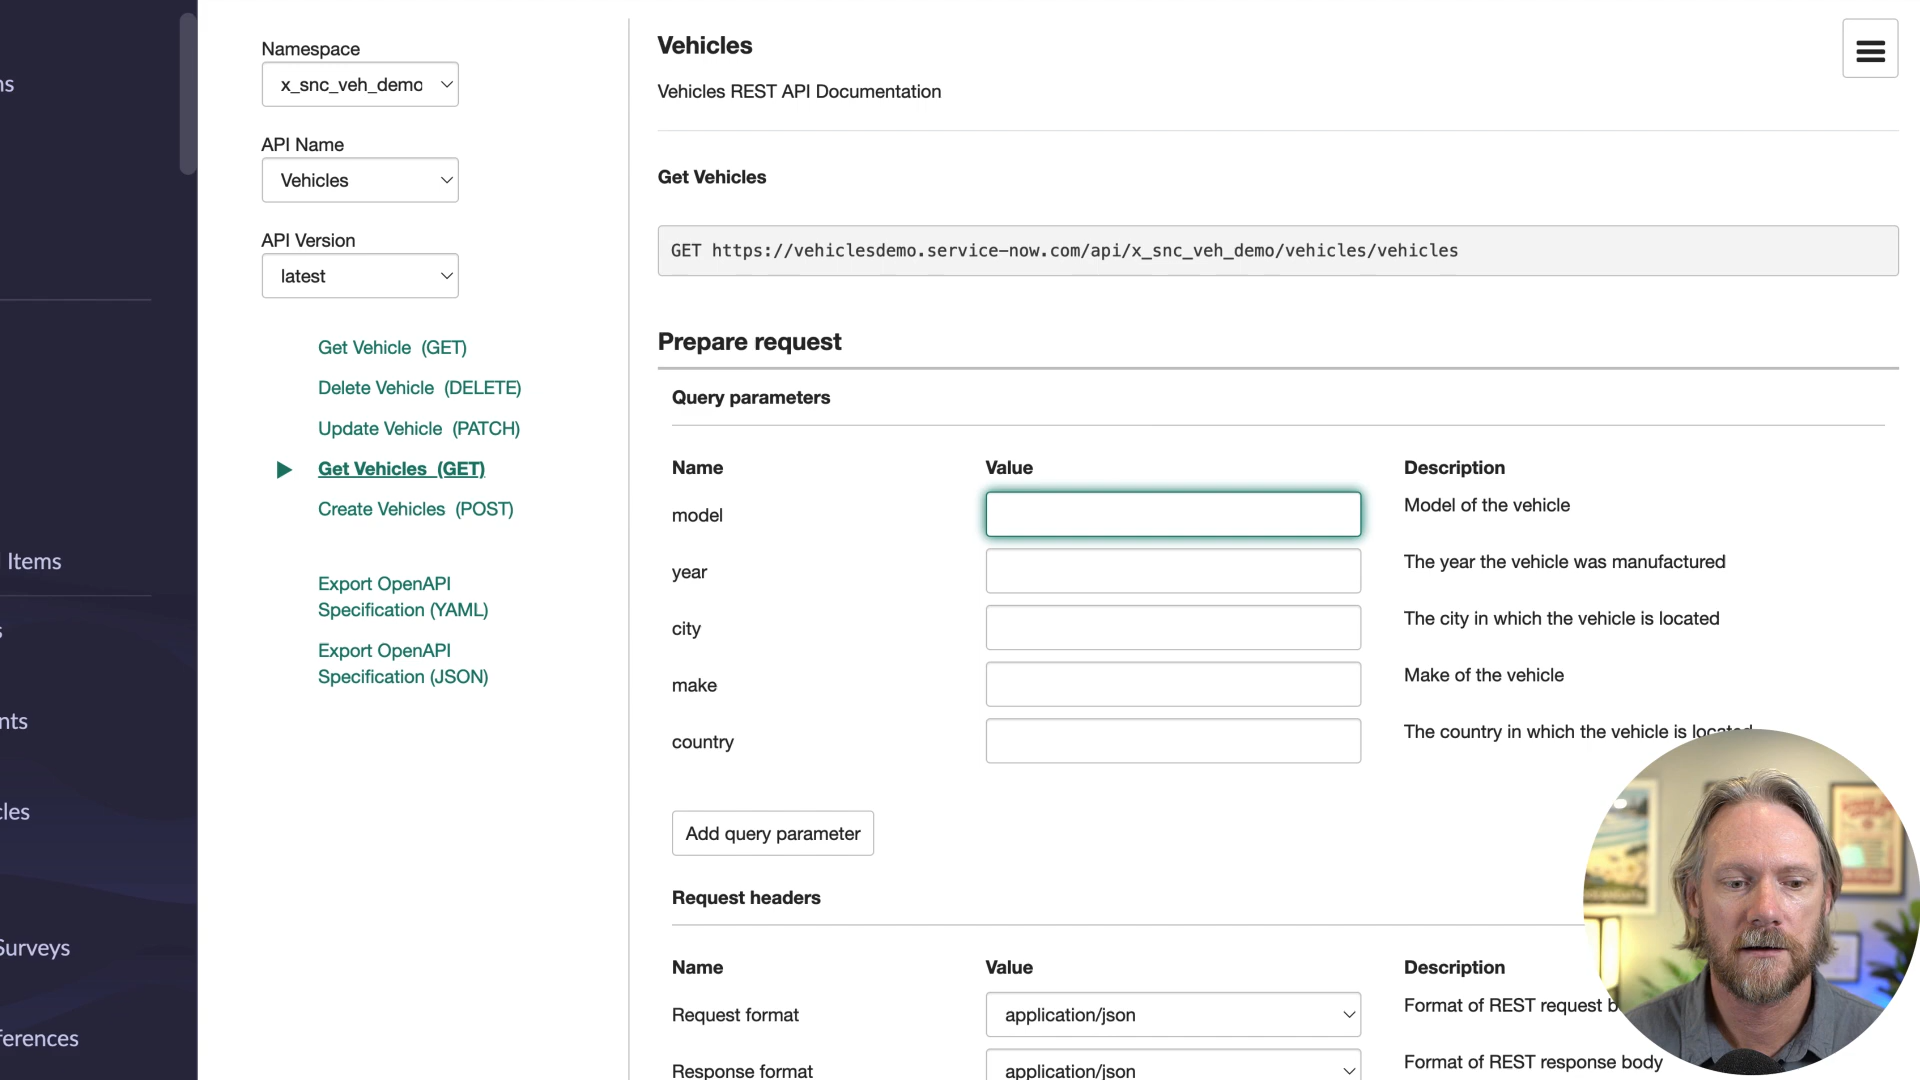 ns
Items
s
nts
cles
Surveys
ferences
Namespace
x_snc_veh_demo
API Name
Vehicles
API Version
latest
Get Vehicle (GET)
Delete Vehicle (DELETE)
Update Vehicle (PATCH)
Get Vehicles (GET)
Create Vehicles (POST)
Export OpenAPI
Specification (YAML)
Export OpenAPI
Specification (JSON)
Vehicles
Vehicles REST API Documentation
Get Vehicles
GET https://vehiclesdemo.service-now.com/api/x_snc_veh_demo/vehicles/vehicles
Prepare request
Query parameters
Name Value Description
model Model of the vehicle
year The year the vehicle was manufactured
city The city in which the vehicle is located
make Make of the vehicle
country The country in which the vehicle is located
Add query parameter
Request headers
Name Value Description
Request format application/json Format of REST request b
Response format application/json Format of REST response body